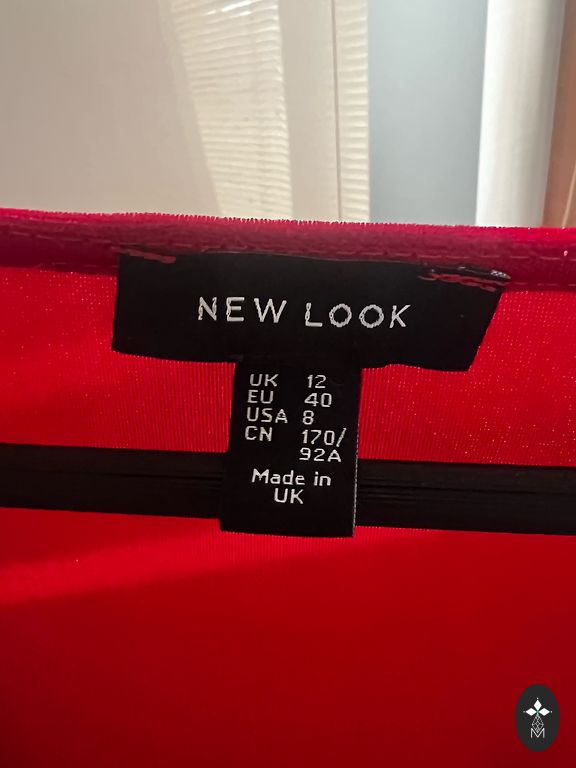 NEW LOOK
UK 12
EU 40
USA 8
CN 170/
92A
Made in
UK
M